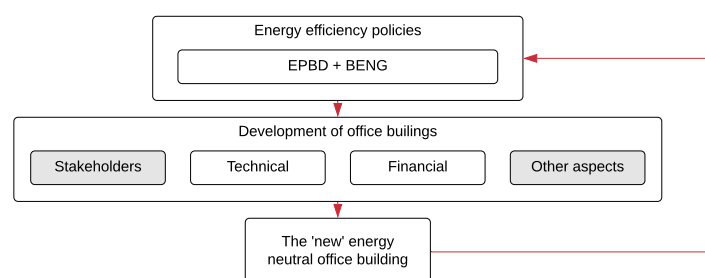 Energy efficiency policies
EPBD + BENG
Development of office builings
Stakeholders
Technical
Financial
Other aspects
The 'new' energy
neutral office building